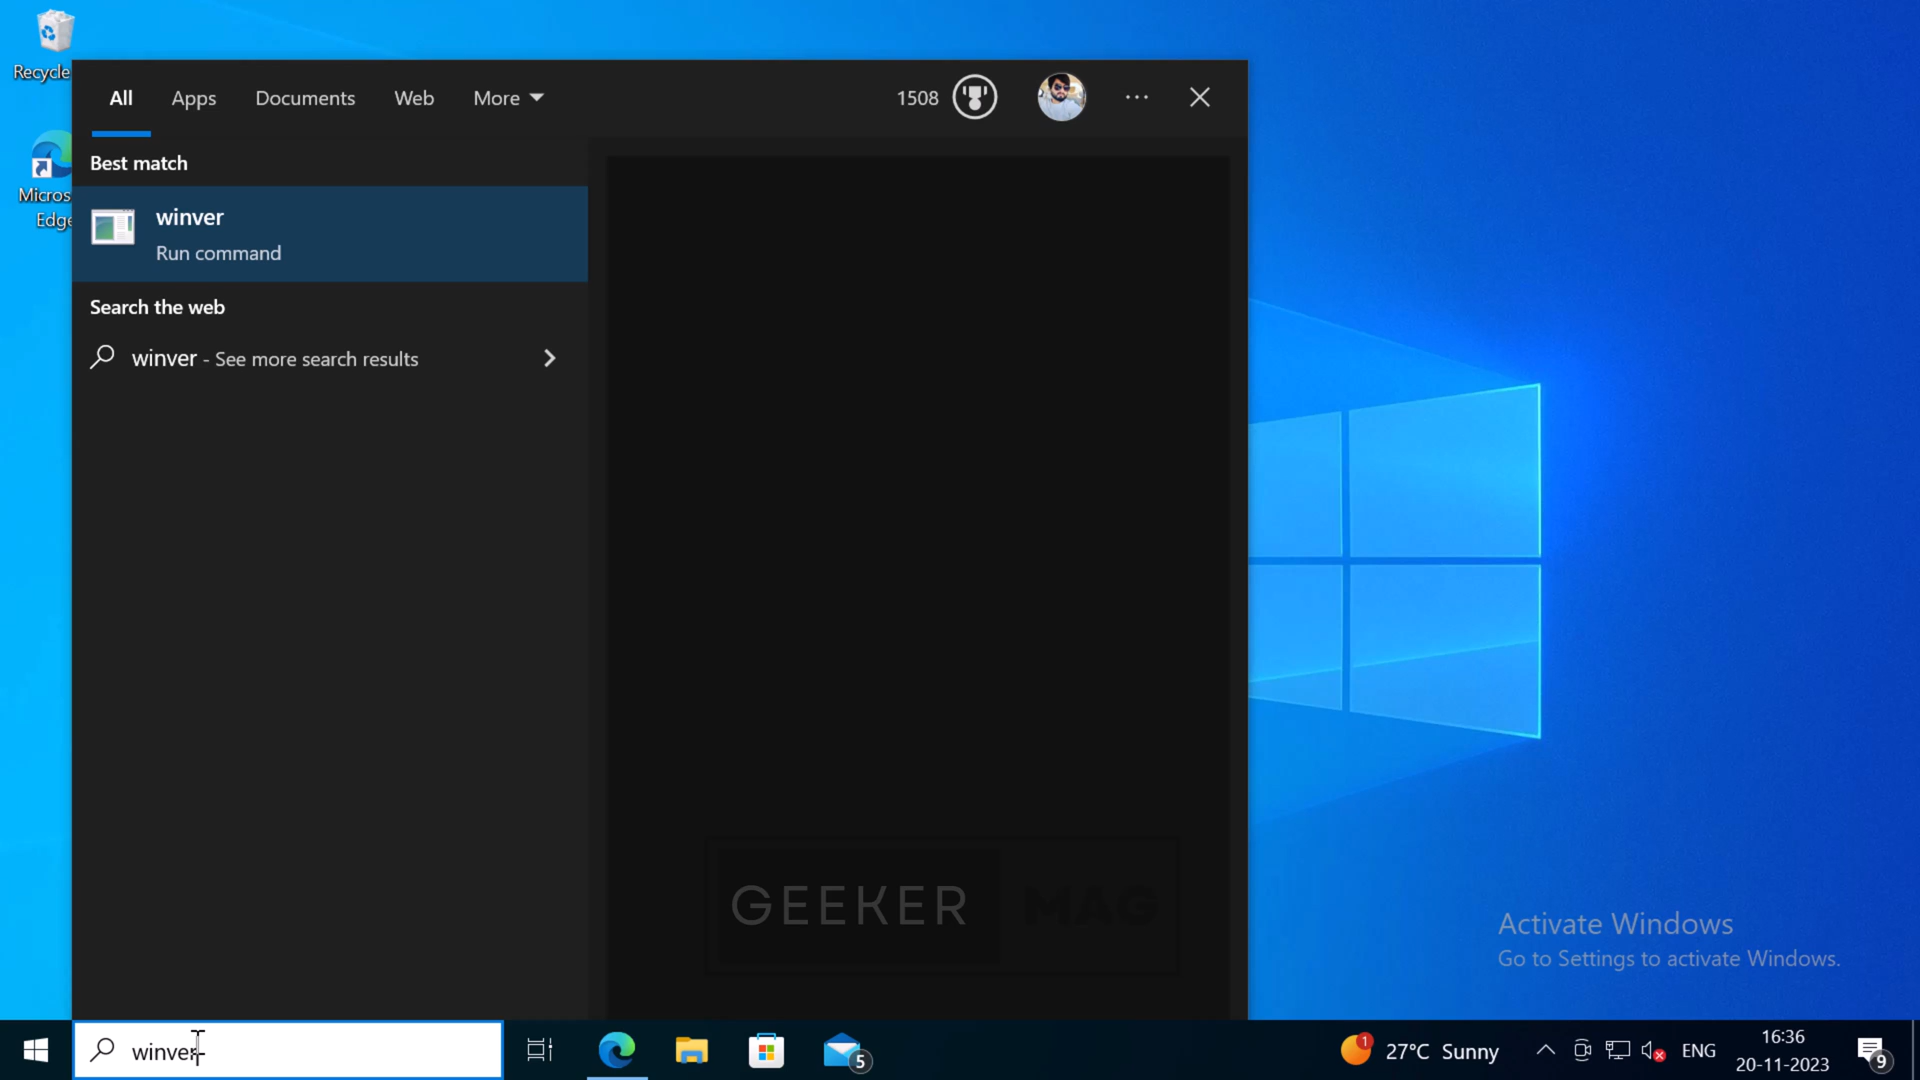 Recycle
Micros
Edge
All
Apps
Documents
Web
More
1508
Best match
winver
Run command
Search the web
winver - See more search results
GEEKER MAG
Activate Windows
Go to Settings to activate Windows.
winver
5
1
27°C Sunny
ENG
16:36
20-11-2023
9